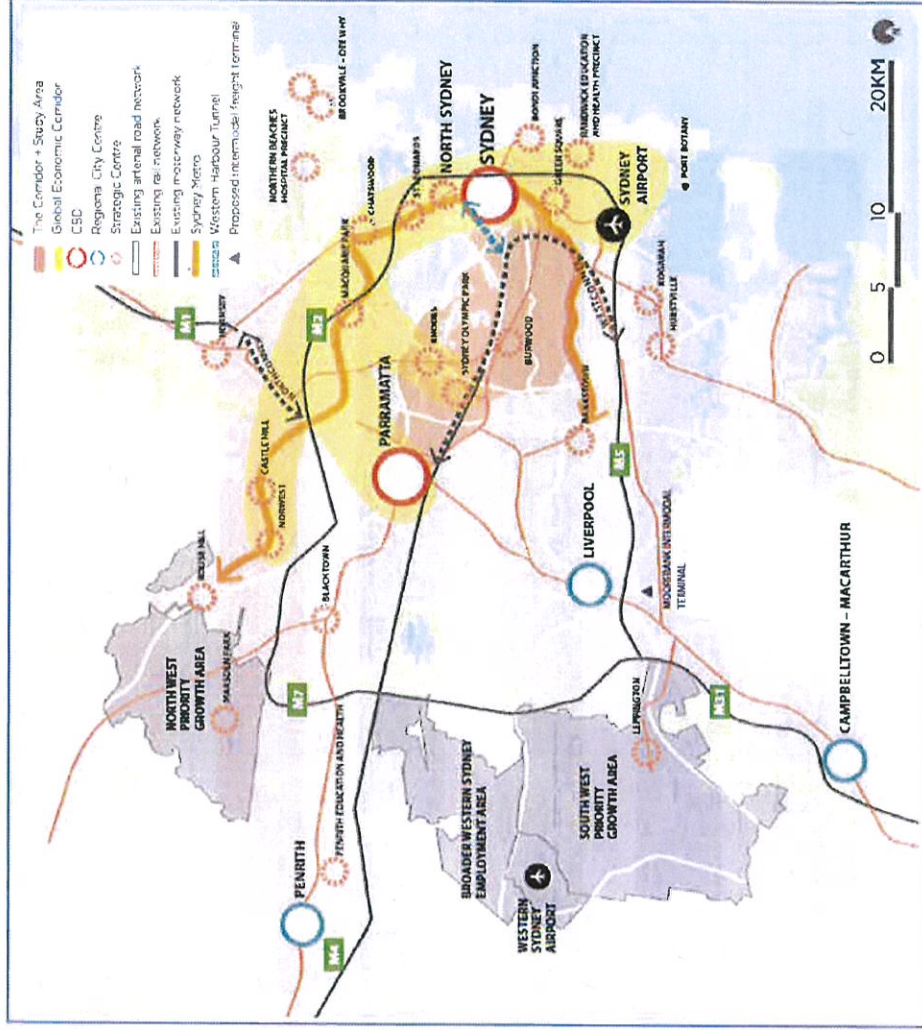 The Corridor + Study Area
Global Economic Corridor
CBD
Regional City Centre
Strategic Centre
Existing arterial road network
Existing rail network
Existing motorway network
Sydney Metro
Western Harbour Tunnel
Proposed intermodel freight terminal
NORTHERN BEACHES
HOSPITAL PRECINCT
BROOKVALE – DEE WHY
M1
HORNSBY
NORTHCONNEX
M2
MACQUARIE PARK
CHATSWOOD
ST LEONARDS
NORTH SYDNEY
SYDNEY
BONDI JUNCTION
GREEN SQUARE
RANDWICK EDUCATION
AND HEALTH PRECINCT
SYDNEY
AIRPORT
PORT BOTANY
ROUSE HILL
CASTLE HILL
NORWEST
NORTH WEST
PRIORITY
GROWTH AREA
MARSDEN PARK
BLACKTOWN
PARRAMATTA
RHODES
SYDNEY OLYMPIC PARK
BURWOOD
WESTCONNEX
KOGARAH
HURSTVILLE
BANKSTOWN
M7
PENRITH
PENRITH EDUCATION AND HEALTH
M4
M5
LIVERPOOL
MOOREBANK INTERMODAL
TERMINAL
BROADER WESTERN SYDNEY
EMPLOYMENT AREA
WESTERN
SYDNEY
AIRPORT
SOUTH WEST
PRIORITY
GROWTH AREA
LEPPINGTON
M31
CAMPBELLTOWN – MACARTHUR
0
5
10
20KM
N